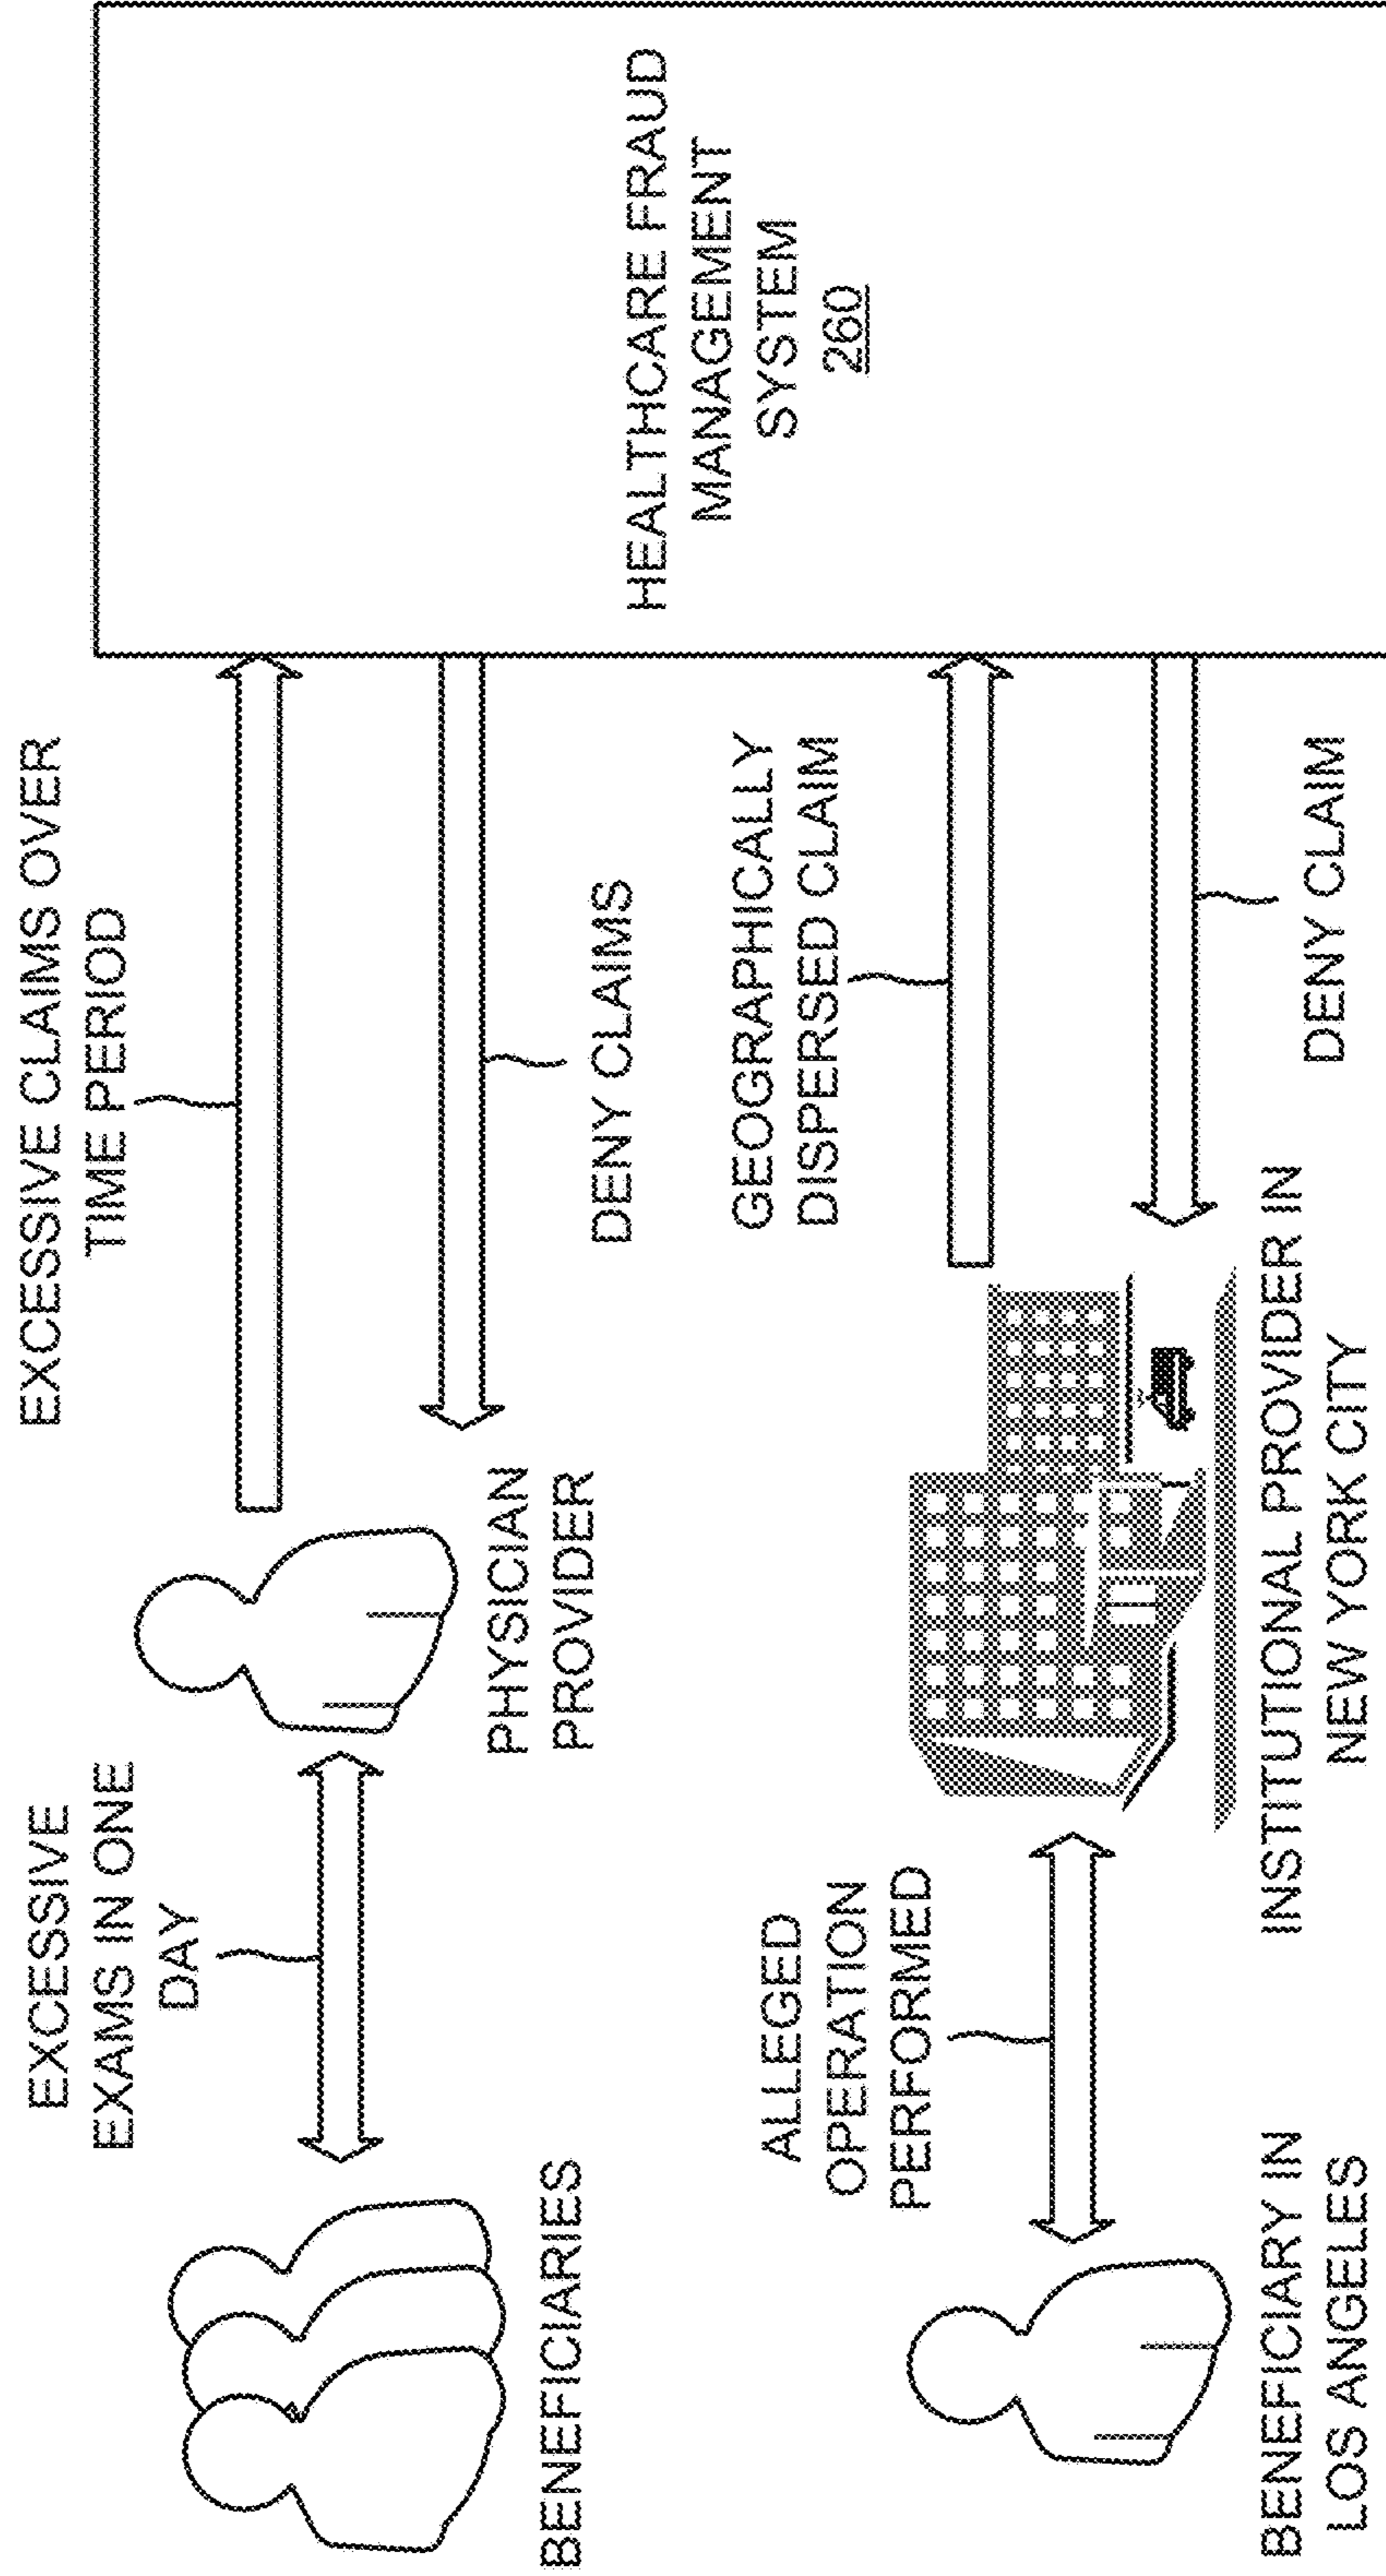 EXCESSIVE
EXAMS IN ONE
DAY
EXCESSIVE CLAIMS OVER
TIME PERIOD
BENEFICIARIES
PHYSICIAN
PROVIDER
DENY CLAIMS
HEALTHCARE FRAUD
MANAGEMENT
SYSTEM
260
ALLEGED
OPERATION
PERFORMED
GEOGRAPHICALLY
DISPERSED CLAIM
BENEFICIARY IN
LOS ANGELES
INSTITUTIONAL PROVIDER IN
NEW YORK CITY
DENY CLAIM